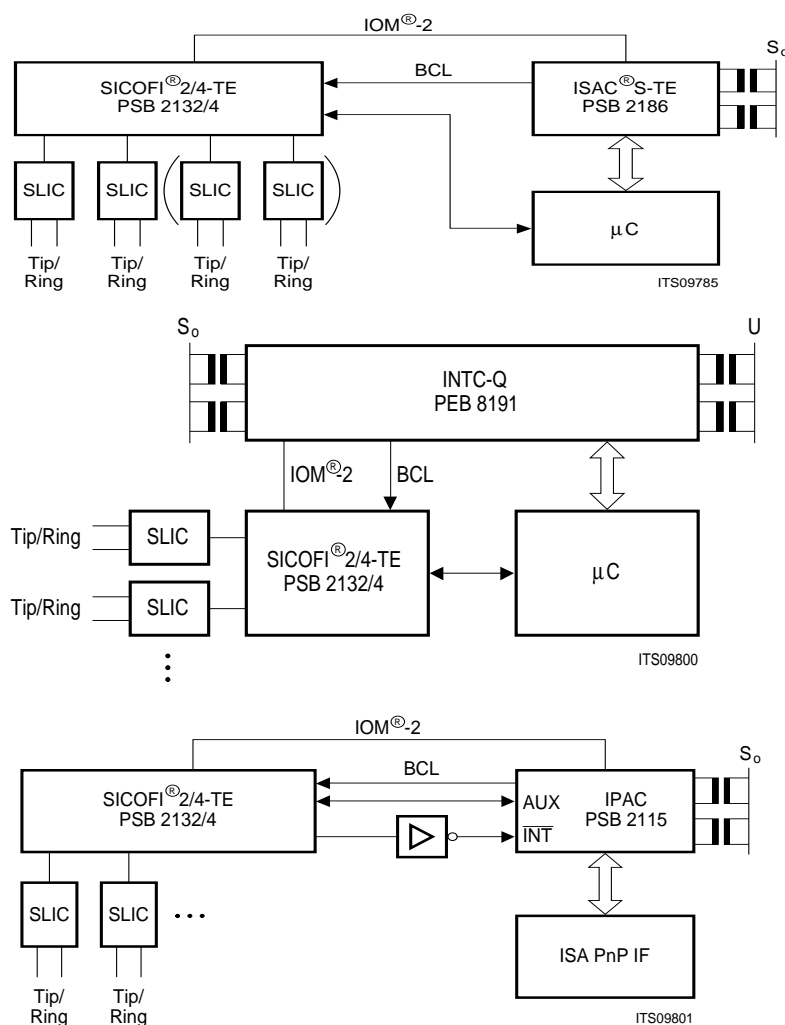 IOM®-2
S₀
SICOFI®2/4-TE
PSB 2132/4
BCL
ISAC®S-TE
PSB 2186
SLIC
SLIC
SLIC
SLIC
μC
Tip/
Ring
Tip/
Ring
Tip/
Ring
Tip/
Ring
ITS09785
S₀
U
INTC-Q
PEB 8191
IOM®-2
BCL
Tip/Ring
SLIC
SICOFI®2/4-TE
PSB 2132/4
μC
Tip/Ring
SLIC
ITS09800
IOM®-2
S₀
SICOFI®2/4-TE
PSB 2132/4
BCL
AUX
INT
IPAC
PSB 2115
SLIC
SLIC
ISA PnP IF
Tip/
Ring
Tip/
Ring
ITS09801